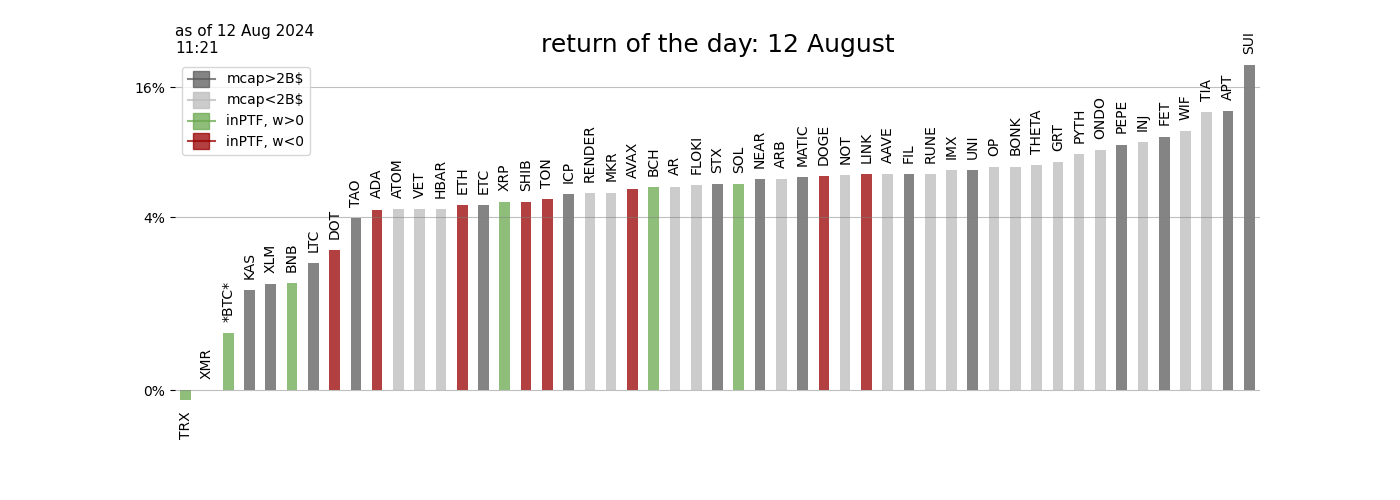 as of 12 Aug 2024
11:21
return of the day: 12 August
mcap>2B$
mcap<2B$
inPTF, w>0
inPTF, w<0
16%
4%
0%
TRX
XMR
*BTC*
KAS
XLM
BNB
LTC
DOT
TAO
ADA
ATOM
VET
HBAR
ETH
ETC
XRP
SHIB
TON
ICP
RENDER
MKR
AVAX
BCH
AR
FLOKI
STX
SOL
NEAR
ARB
MATIC
DOGE
NOT
LINK
AAVE
FIL
RUNE
IMX
UNI
OP
BONK
THETA
GRT
PYTH
ONDO
PEPE
INJ
FET
WIF
TIA
APT
SUI